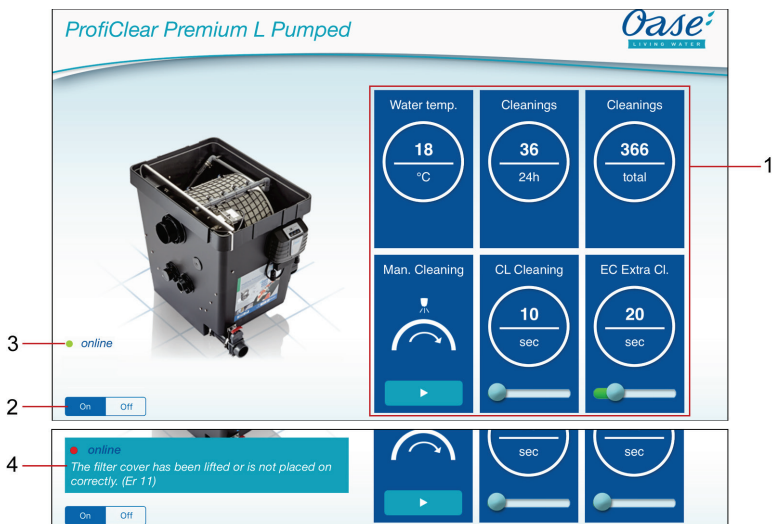 ProfiClear Premium L Pumped
Oase
LIVING WATER
Water temp.
18
°C
Cleanings
36
24h
Cleanings
366
total
1
Man. Cleaning
CL Cleaning
10
sec
EC Extra Cl.
20
sec
3
online
2
On Off
4
online
The filter cover has been lifted or is not placed on
correctly. (Er 11)
sec
sec
On Off